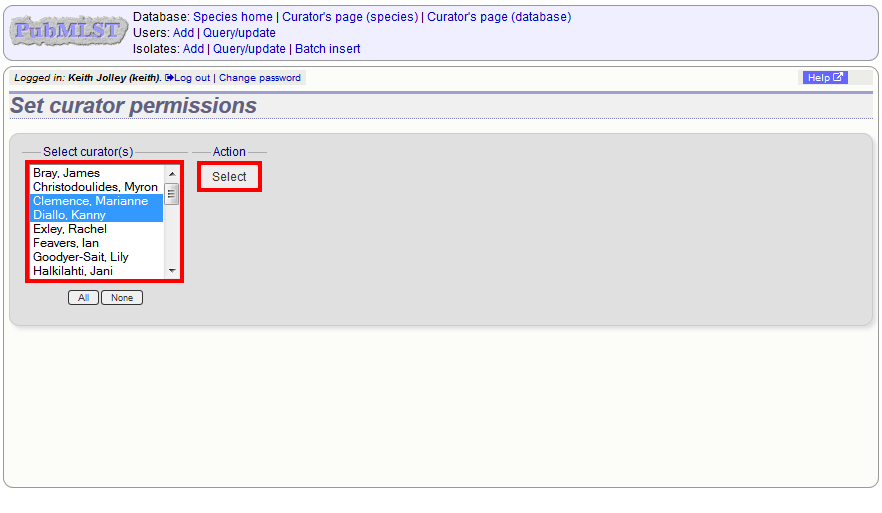 PubMLST
Database: Species home | Curator's page (species) | Curator's page (database)
Users: Add | Query/update
Isolates: Add | Query/update | Batch insert
Logged in: Keith Jolley (keith). Log out | Change password
Help
Set curator permissions
Select curator(s)
Action
Bray, James
Christodoulides, Myron
Clemence, Marianne
Diallo, Kanny
Exley, Rachel
Feavers, Ian
Goodyer-Sait, Lily
Halkilahti, Jani
Select
All
None